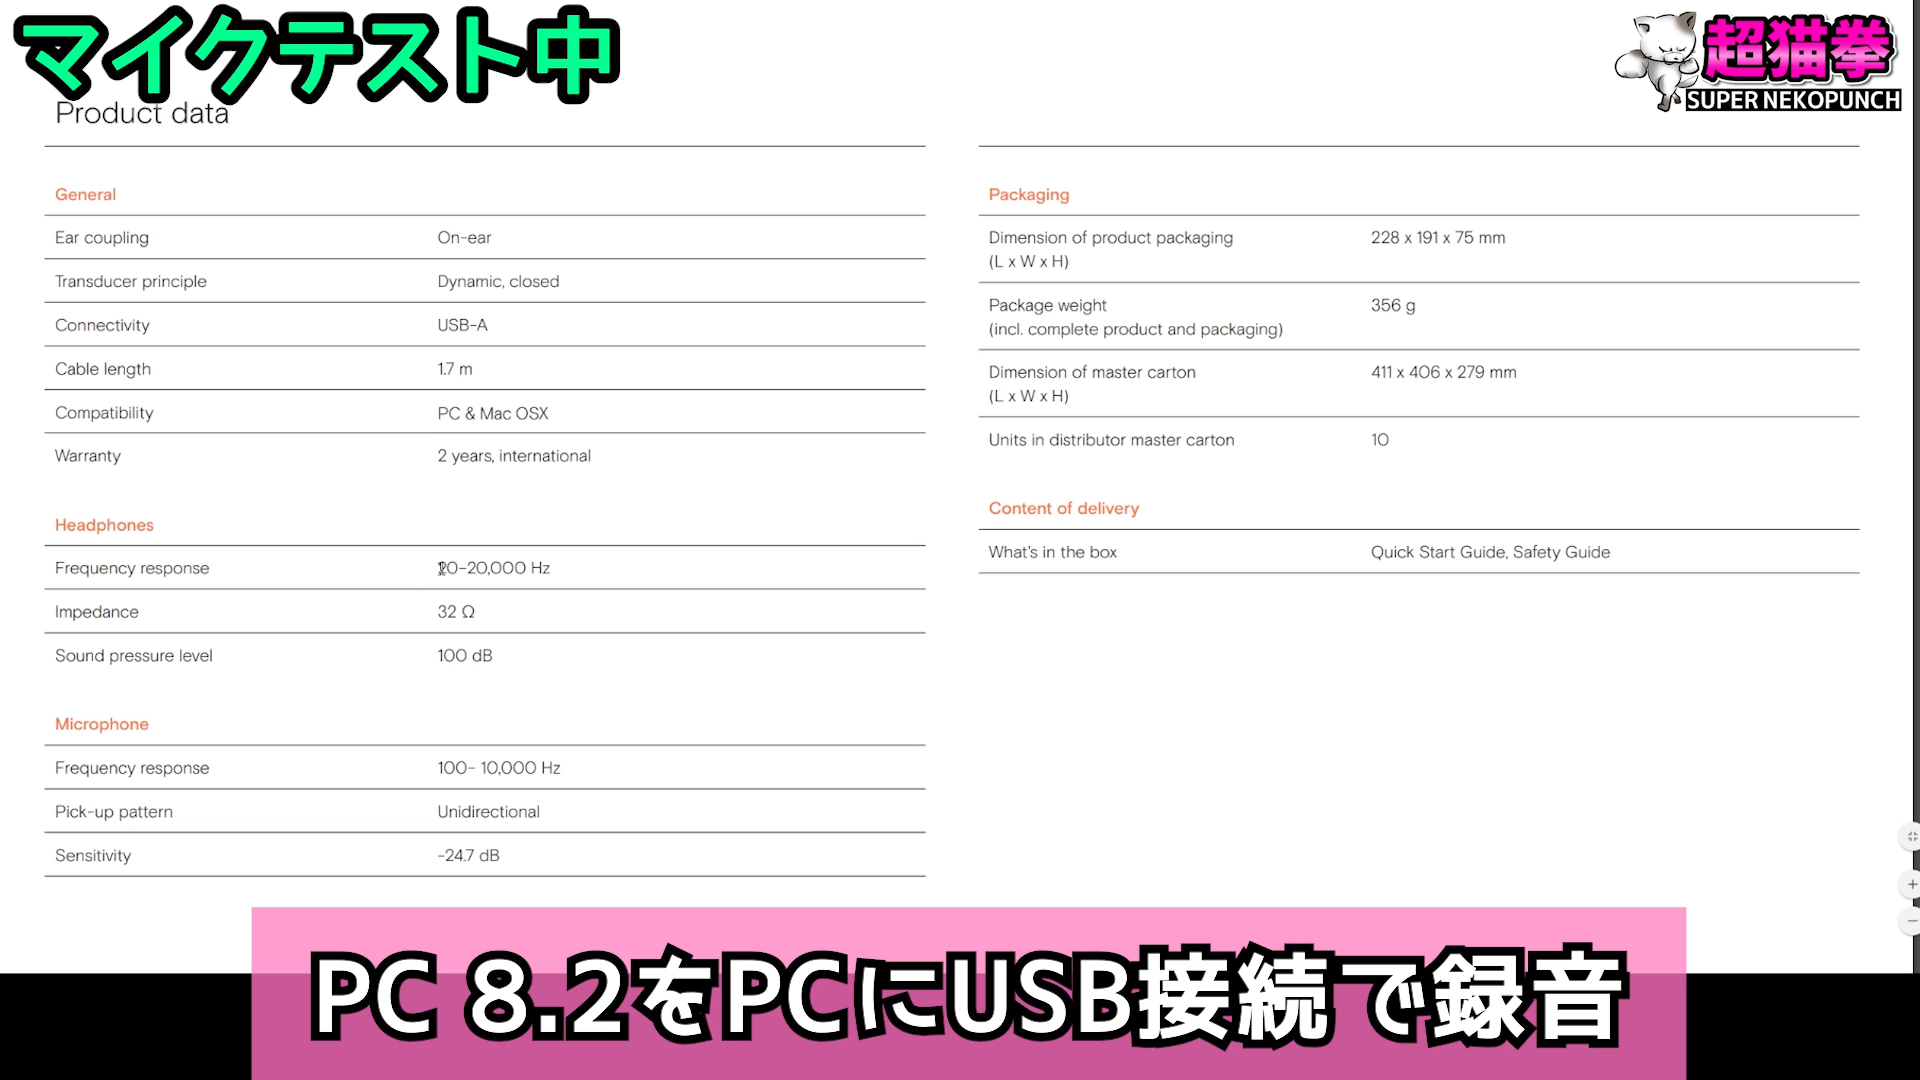 マイクテスト中
超猫拳
SUPER NEKOPUNCH
Product data
General
Ear coupling On-ear
Transducer principle Dynamic, closed
Connectivity USB-A
Cable length 1.7 m
Compatibility PC & Mac OSX
Warranty 2 years, international
Headphones
Frequency response 20–20,000 Hz
Impedance 32 Ω
Sound pressure level 100 dB
Microphone
Frequency response 100– 10,000 Hz
Pick-up pattern Unidirectional
Sensitivity -24.7 dB
Packaging
Dimension of product packaging 228 x 191 x 75 mm
(L x W x H)
Package weight 356 g
(incl. complete product and packaging)
Dimension of master carton 411 x 406 x 279 mm
(L x W x H)
Units in distributor master carton 10
Content of delivery
What's in the box Quick Start Guide, Safety Guide
PC 8.2をPCにUSB接続で録音